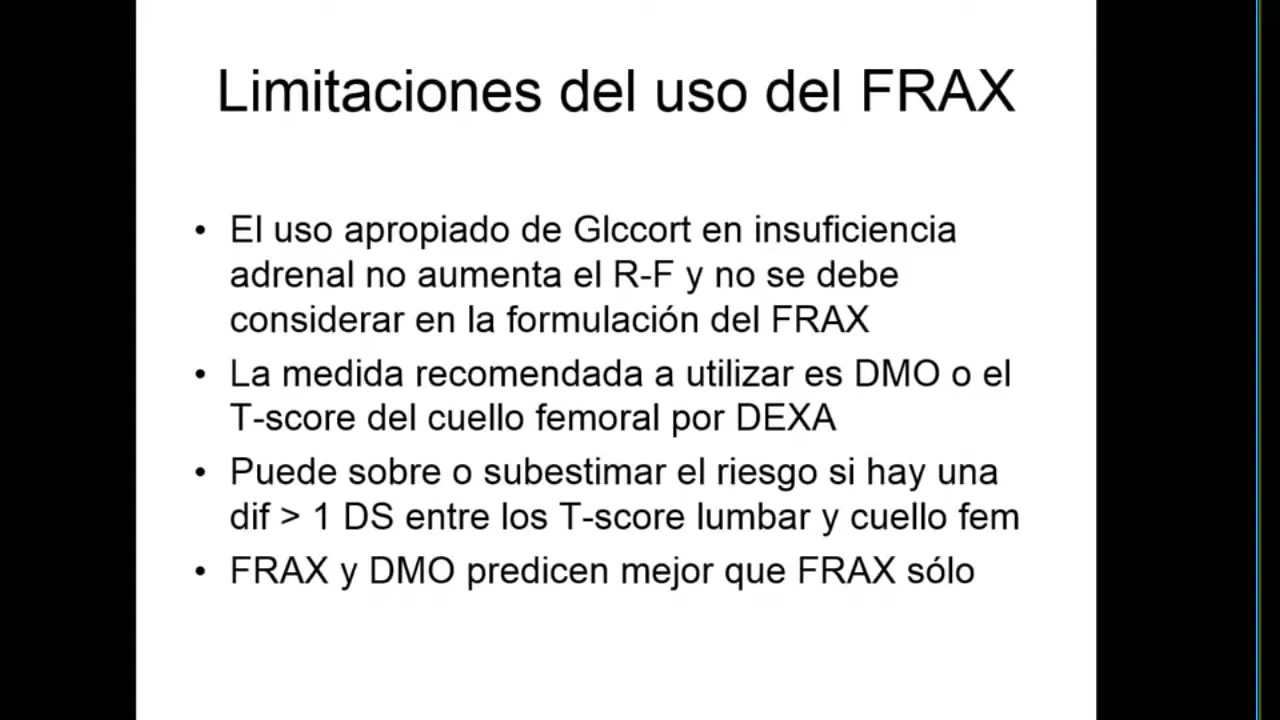 Limitaciones del uso del FRAX
• El uso apropiado de Glccort en insuficiencia
adrenal no aumenta el R-F y no se debe
considerar en la formulación del FRAX
• La medida recomendada a utilizar es DMO o el
T-score del cuello femoral por DEXA
• Puede sobre o subestimar el riesgo si hay una
dif > 1 DS entre los T-score lumbar y cuello fem
• FRAX y DMO predicen mejor que FRAX sólo